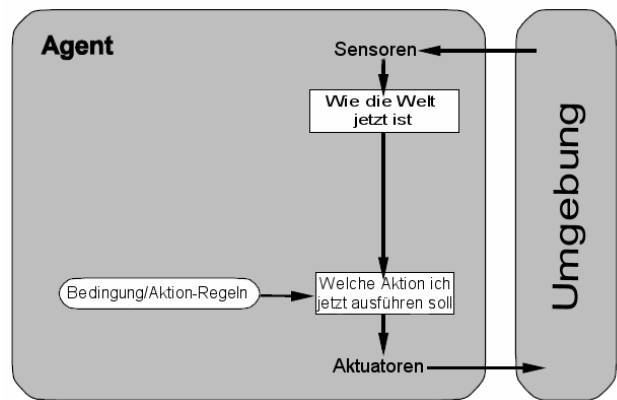 Agent
Sensoren
Wie die Welt
jetzt ist
Umgebung
Bedingung/Aktion-Regeln
Welche Aktion ich
jetzt ausführen soll
Aktuatoren